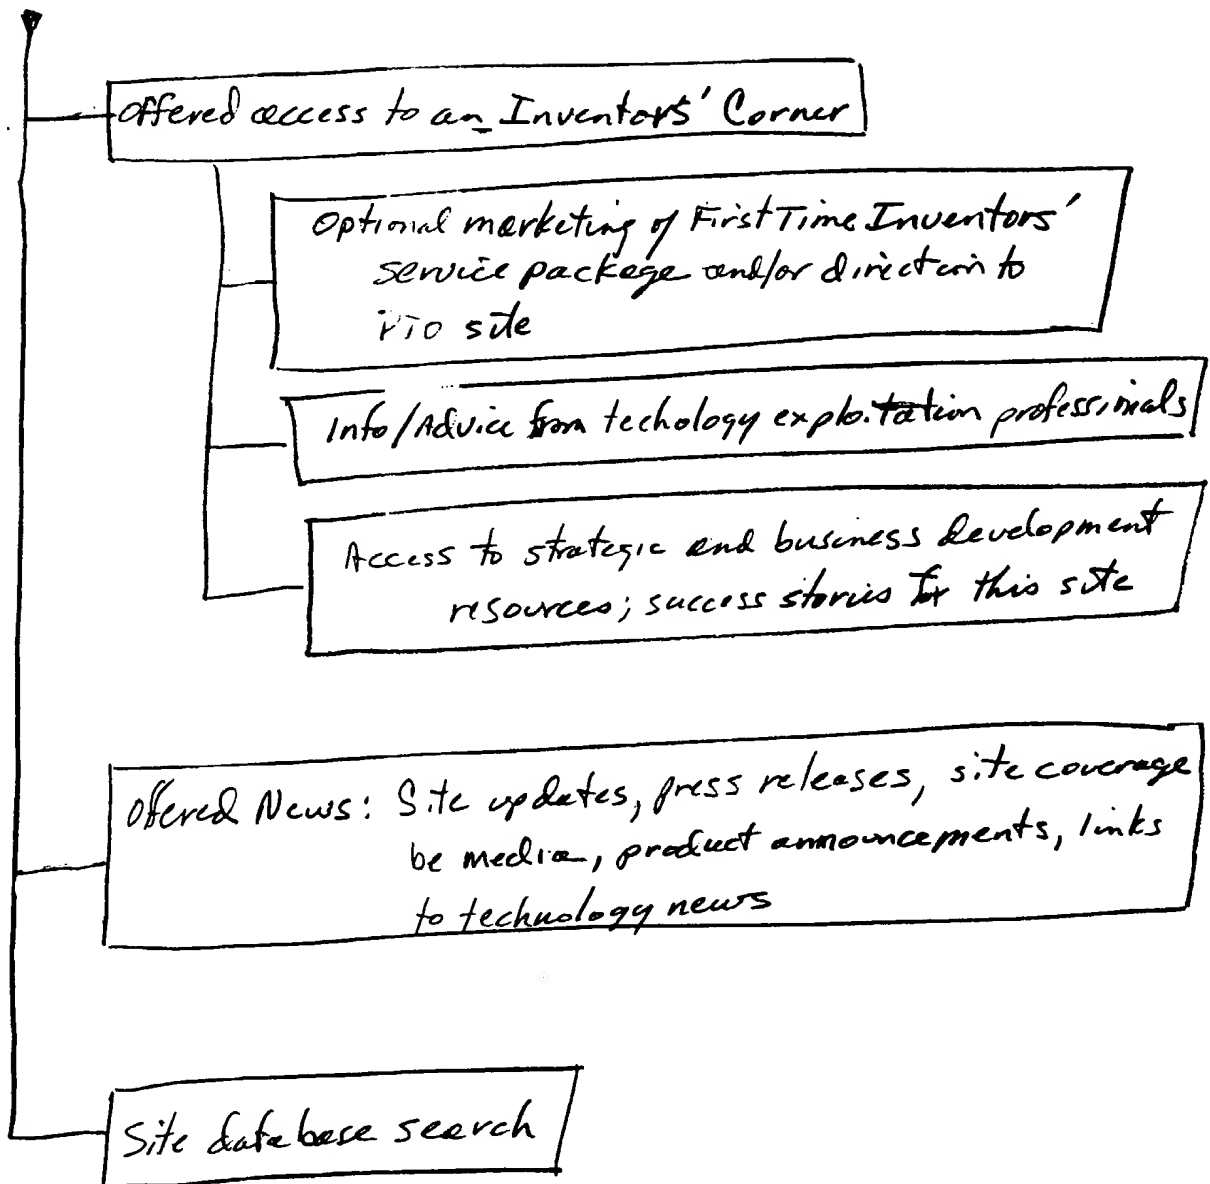 Offered access to an Inventors' Corner
Optional marketing of First Time Inventors'
service package and/or direction to
PTO site
Info/Advice from techology exploitation professionals
Access to strategic and business development
resources; success stories for this site
Offered News: Site updates, press releases, site coverage
be media, product announcements, links
to technology news
Site database search